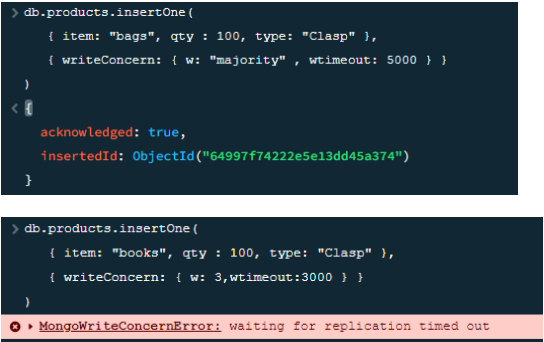 > db.products.insertOne(
{ item: "bags", qty : 100, type: "Clasp" },
{ writeConcern: { w: "majority" , wtimeout: 5000 } }
)
< {
acknowledged: true,
insertedId: ObjectId("64997f74222e5e13dd45a374")
}
> db.products.insertOne(
{ item: "books", qty : 100, type: "Clasp" },
{ writeConcern: { w: 3,wtimeout:3000 } }
)
MongoWriteConcernError: waiting for replication timed out